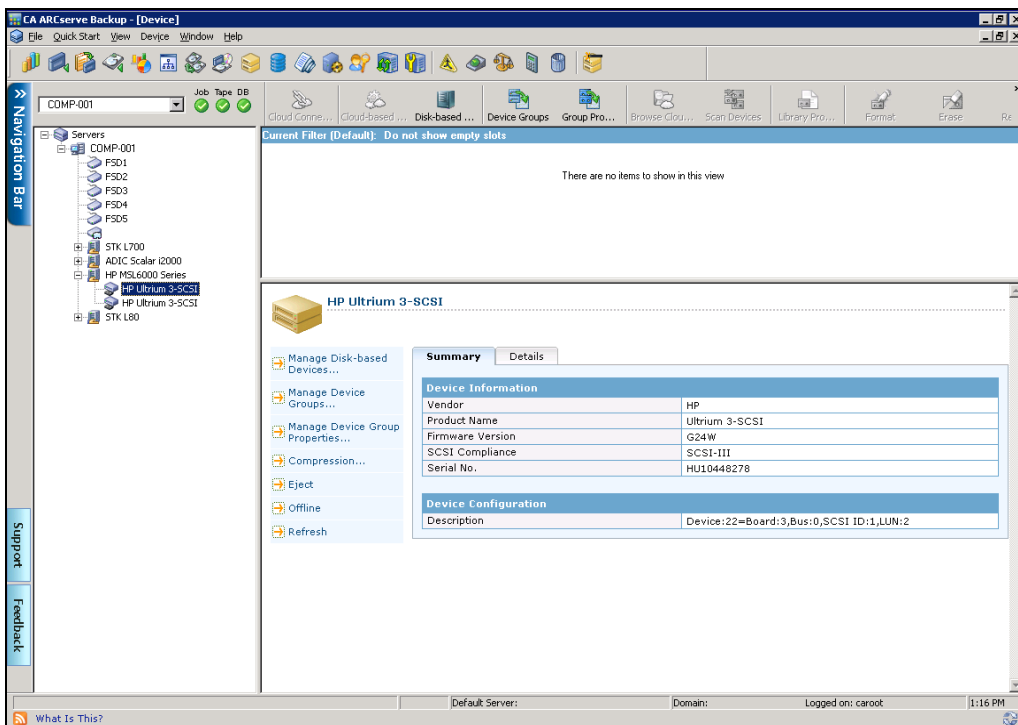 CA ARCserve Backup - [Device]
File Quick Start View Device Window Help
Job Tape DB
COMP-001
Cloud Conne... Cloud-based ... Disk-based ... Device Groups Group Pro... Browse Clou... Scan Devices Library Pro... Format Erase Re
Navigation Bar
Servers
COMP-001
FSD1
FSD2
FSD3
FSD4
FSD5
STK L700
ADIC Scalar i2000
HP MSL6000 Series
HP Ultrium 3-SCSI
HP Ultrium 3-SCSI
STK L80
Support
Feedback
Current Filter (Default): Do not show empty slots
There are no items to show in this view
HP Ultrium 3-SCSI
Manage Disk-based
Devices...
Manage Device
Groups...
Manage Device Group
Properties...
Compression...
Eject
Offline
Refresh
Summary Details
Device Information
Vendor HP
Product Name Ultrium 3-SCSI
Firmware Version G24W
SCSI Compliance SCSI-III
Serial No. HU10448278
Device Configuration
Description Device:22=Board:3,Bus:0,SCSI ID:1,LUN:2
Default Server: Domain: Logged on: caroot 1:16 PM
What Is This?